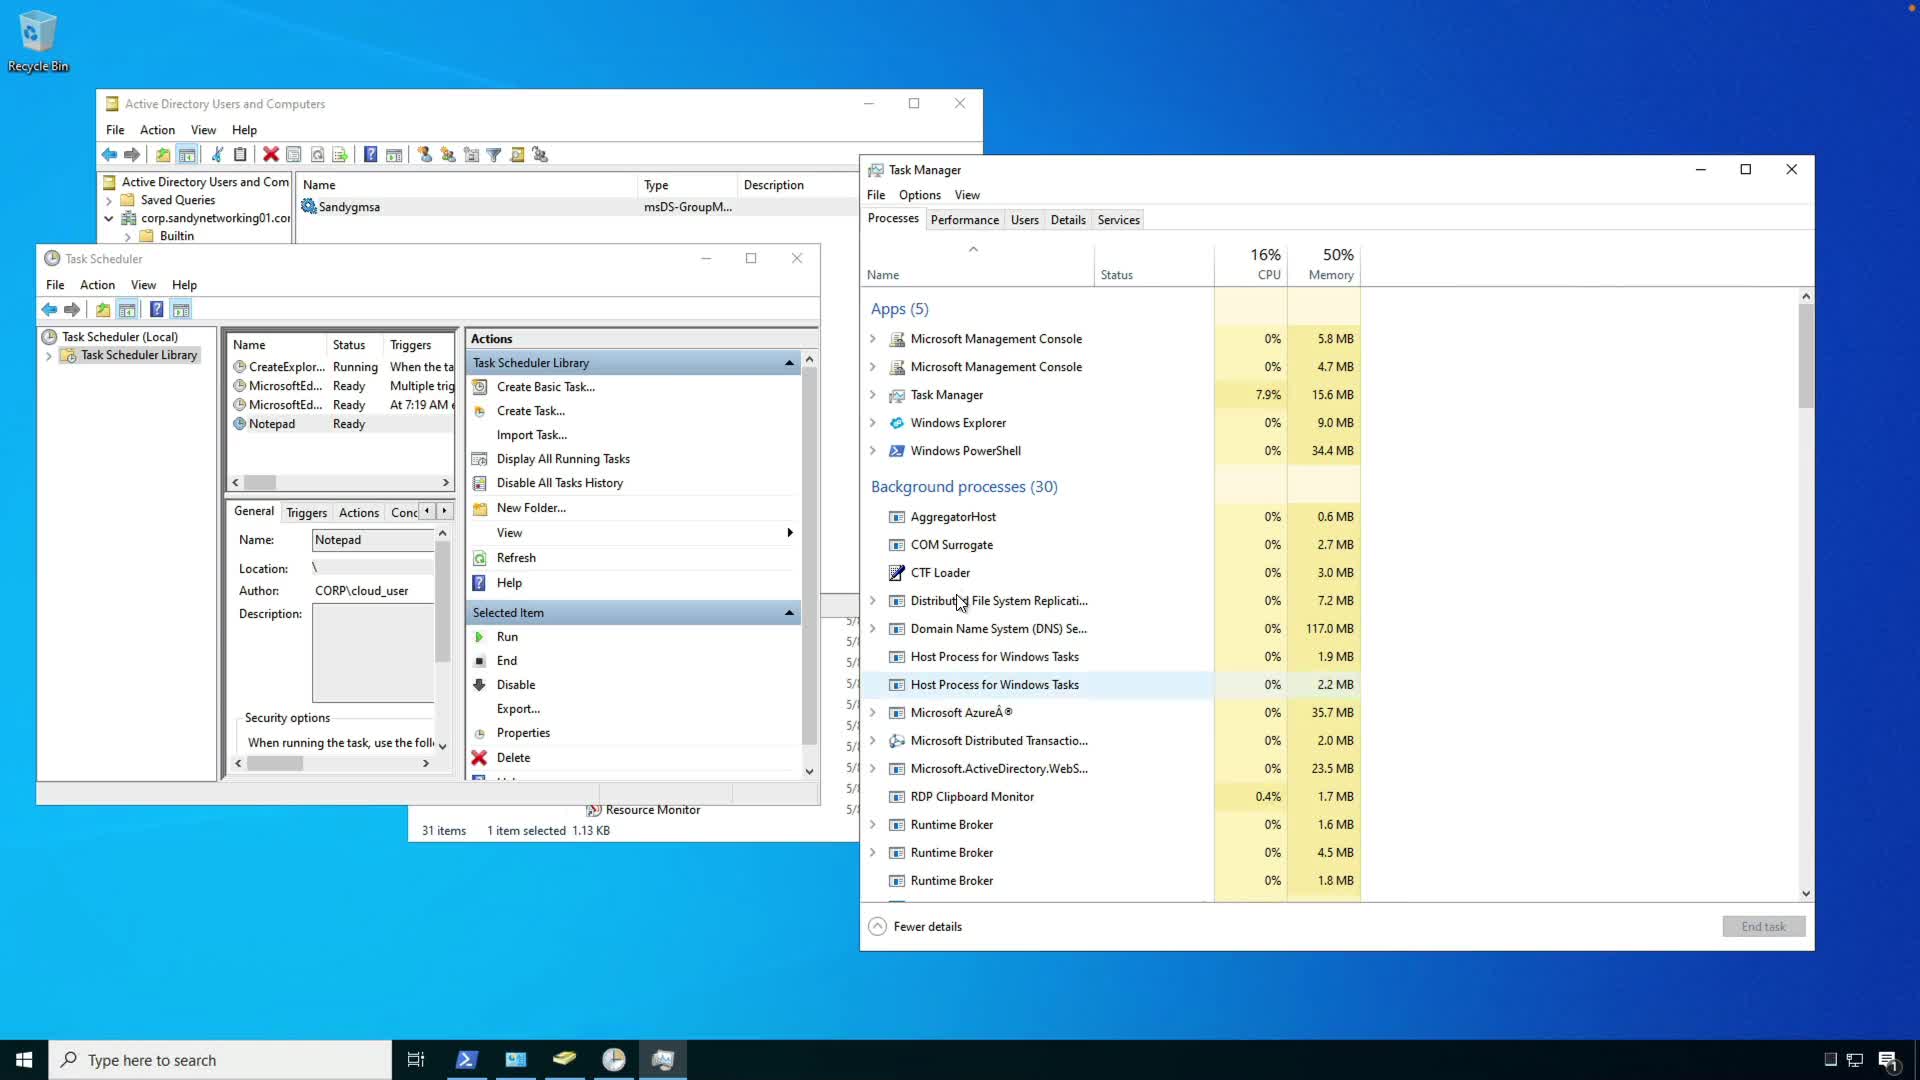 Recycle Bin
Active Directory Users and Computers
File Action View Help
Active Directory Users and Com
Saved Queries
corp.sandynetworking01.cor
Builtin
Name Type Description
Sandygmsa msDS-GroupM...
Task Scheduler
File Action View Help
Task Scheduler (Local)
Task Scheduler Library
Name Status Triggers
CreateExplor... Running When the ta
MicrosoftEd... Ready Multiple trig
MicrosoftEd... Ready At 7:19 AM e
Notepad Ready
General Triggers Actions Conc
Name: Notepad
Location: \
Author: CORP\cloud_user
Description:
Security options
When running the task, use the foll
Actions
Task Scheduler Library
Create Basic Task...
Create Task...
Import Task...
Display All Running Tasks
Disable All Tasks History
New Folder...
View
Refresh
Help
Selected Item
Run
End
Disable
Export...
Properties
Delete
Resource Monitor
31 items 1 item selected 1.13 KB
Task Manager
File Options View
Processes Performance Users Details Services
16% 50%
Name Status CPU Memory
Apps (5)
Microsoft Management Console 0% 5.8 MB
Microsoft Management Console 0% 4.7 MB
Task Manager 7.9% 15.6 MB
Windows Explorer 0% 9.0 MB
Windows PowerShell 0% 34.4 MB
Background processes (30)
AggregatorHost 0% 0.6 MB
COM Surrogate 0% 2.7 MB
CTF Loader 0% 3.0 MB
Distributed File System Replicati... 0% 7.2 MB
Domain Name System (DNS) Se... 0% 117.0 MB
Host Process for Windows Tasks 0% 1.9 MB
Host Process for Windows Tasks 0% 2.2 MB
Microsoft AzureÂ® 0% 35.7 MB
Microsoft Distributed Transactio... 0% 2.0 MB
Microsoft.ActiveDirectory.WebS... 0% 23.5 MB
RDP Clipboard Monitor 0.4% 1.7 MB
Runtime Broker 0% 1.6 MB
Runtime Broker 0% 4.5 MB
Runtime Broker 0% 1.8 MB
Fewer details
End task
Type here to search
1